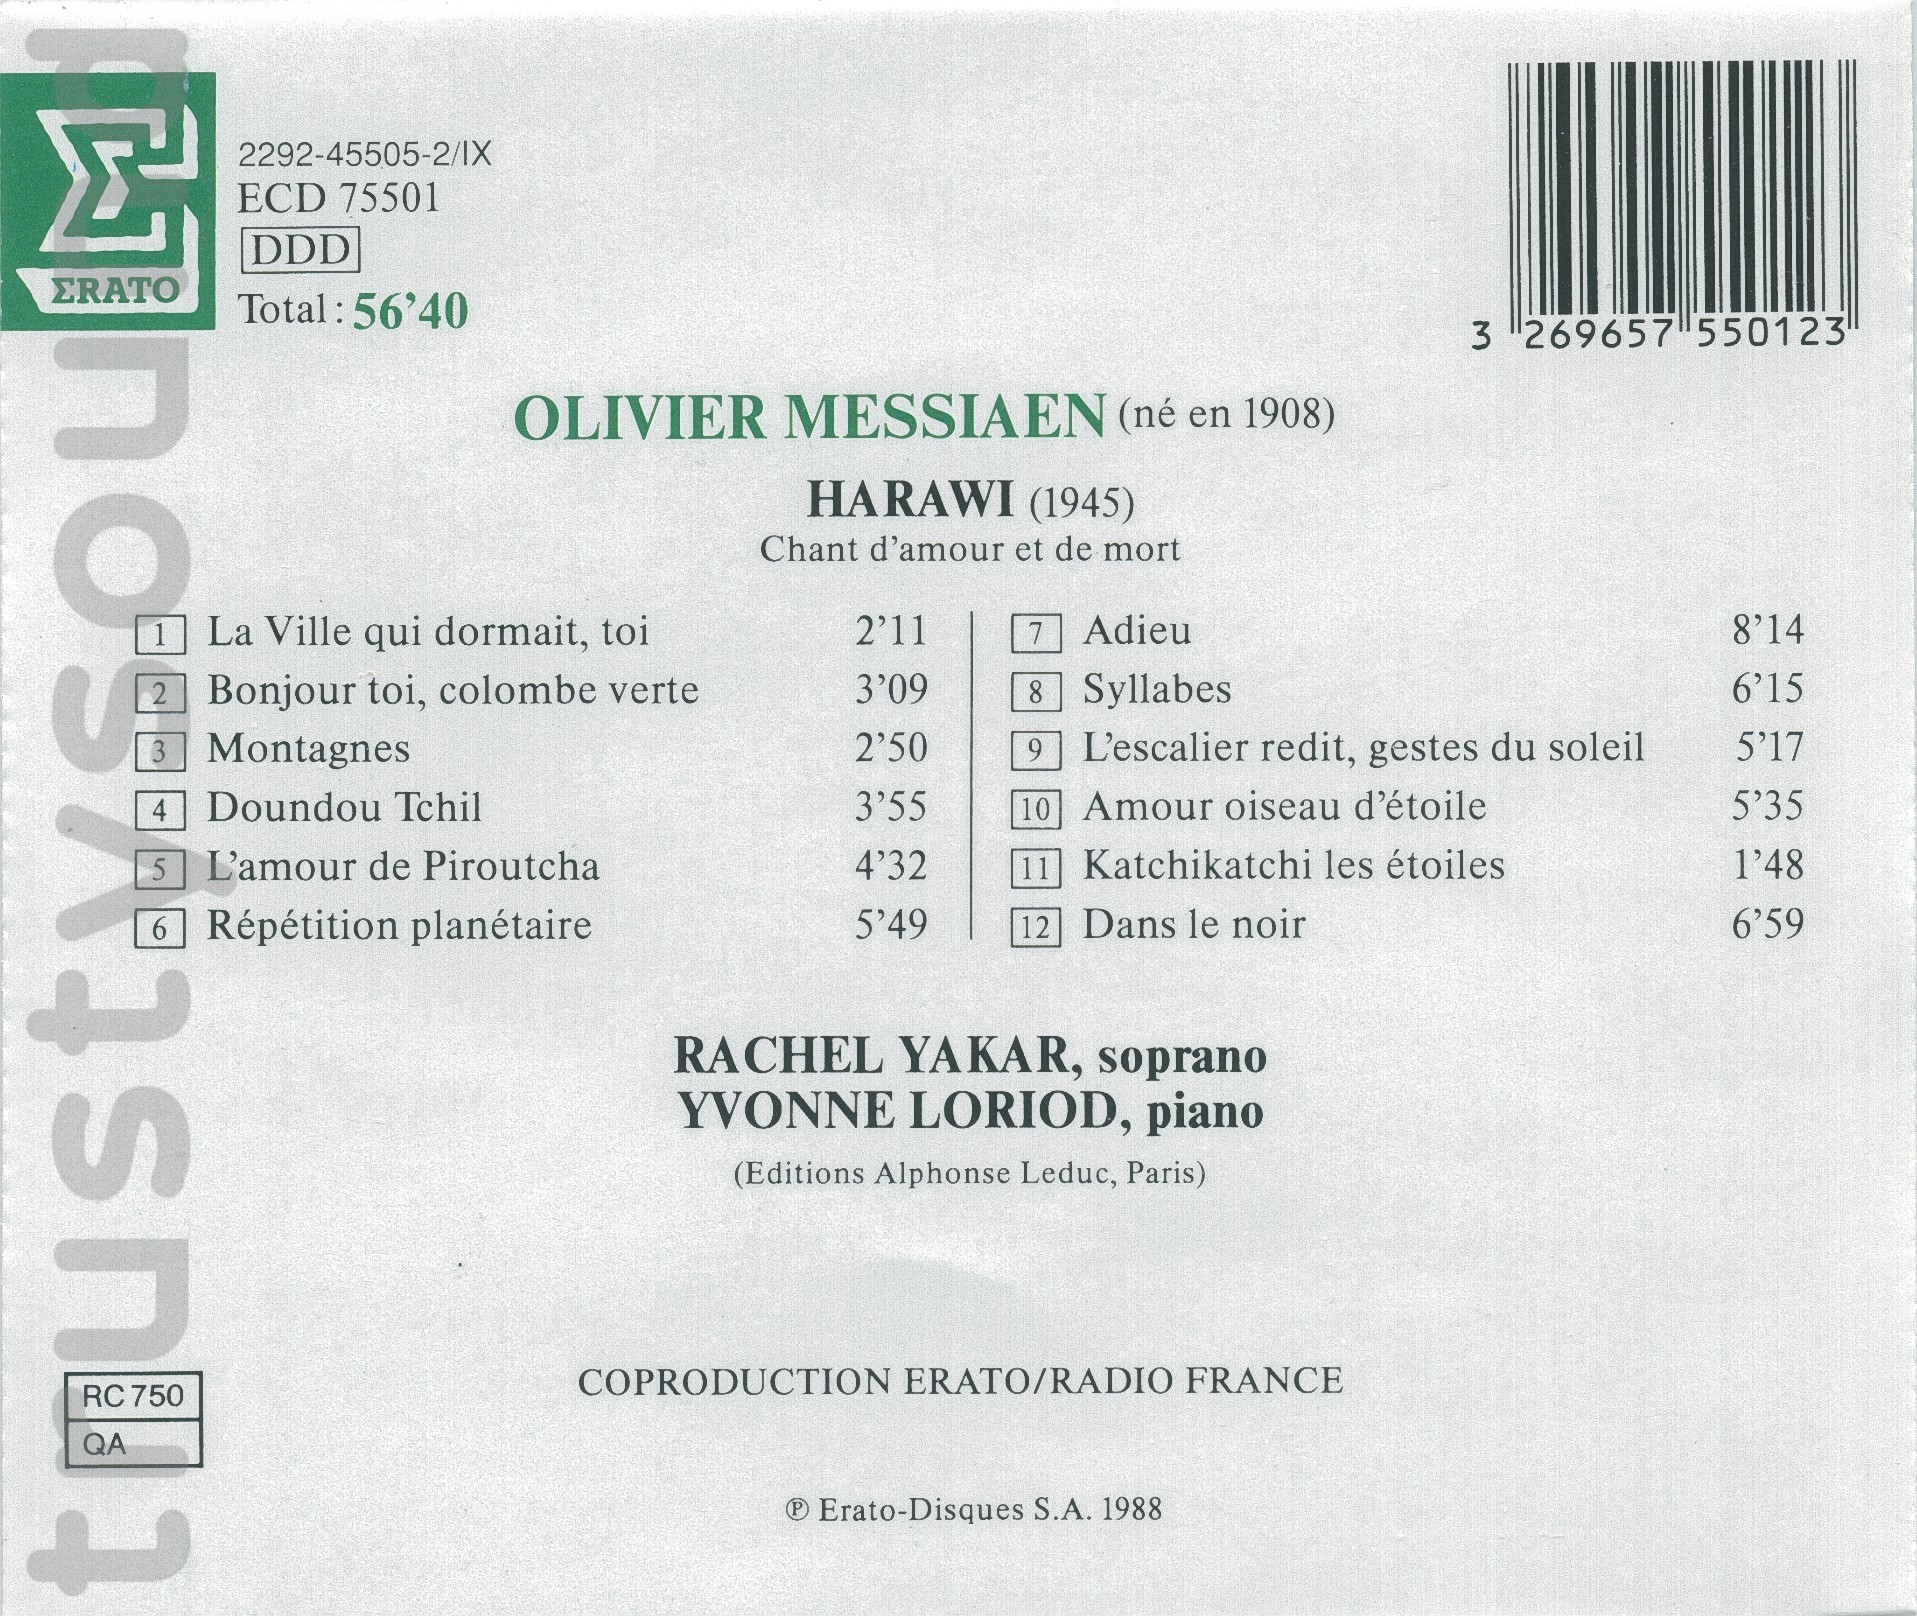 ΣRATO
2292-45505-2/IX
ECD 75501
DDD
Total : 56’40
3 269657 550123
OLIVIER MESSIAEN (né en 1908)
HARAWI (1945)
Chant d’amour et de mort
1 La Ville qui dormait, toi 2’11
2 Bonjour toi, colombe verte 3’09
3 Montagnes 2’50
4 Doundou Tchil 3’55
5 L’amour de Piroutcha 4’32
6 Répétition planétaire 5’49
7 Adieu 8’14
8 Syllabes 6’15
9 L’escalier redit, gestes du soleil 5’17
10 Amour oiseau d’étoile 5’35
11 Katchikatchi les étoiles 1’48
12 Dans le noir 6’59
RACHEL YAKAR, soprano
YVONNE LORIOD, piano
(Editions Alphonse Leduc, Paris)
COPRODUCTION ERATO/RADIO FRANCE
RC 750
QA
℗ Erato-Disques S.A. 1988
trustysound